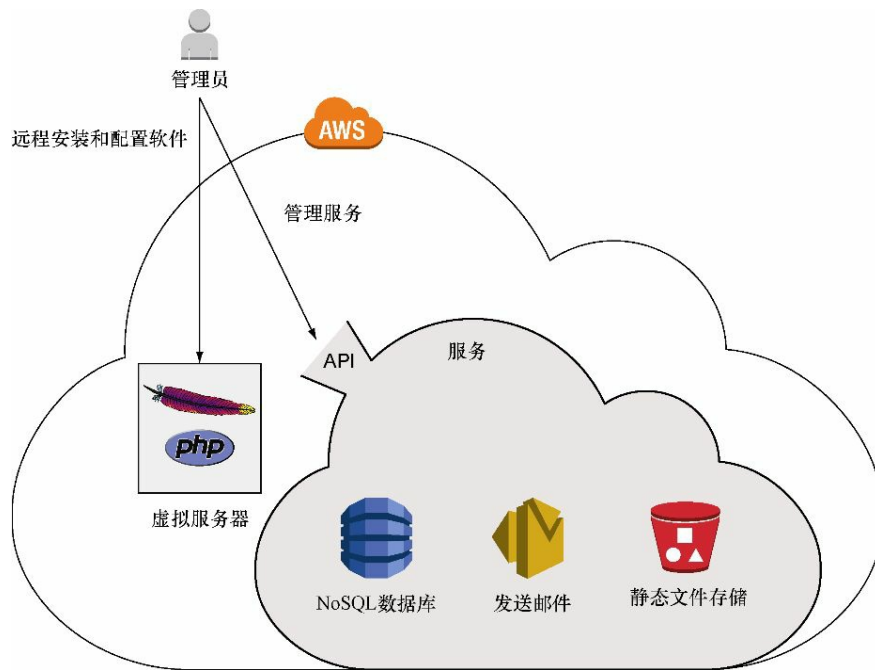 管理员
远程安装和配置软件
AWS
管理服务
API
服务
php
虚拟服务器
NoSQL数据库
发送邮件
静态文件存储